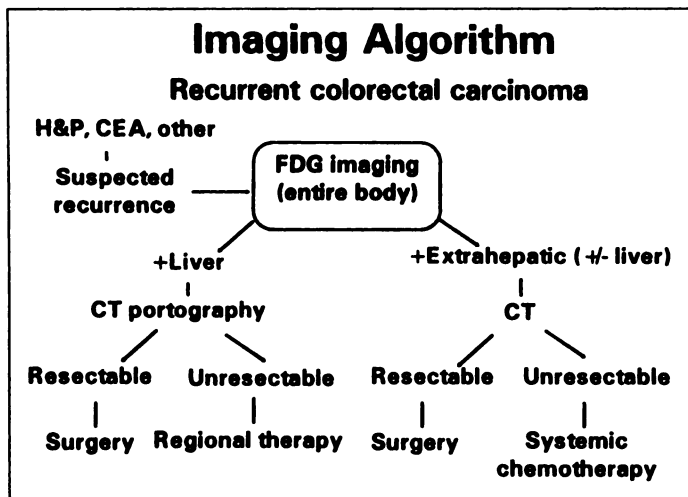 Imaging Algorithm
Recurrent colorectal carcinoma
H&P, CEA, other
Suspected
recurrence
FDG imaging
(entire body)
+Liver
+Extrahepatic (+/- liver)
CT portography
CT
Resectable
Unresectable
Resectable
Unresectable
Surgery
Regional therapy
Surgery
Systemic
chemotherapy